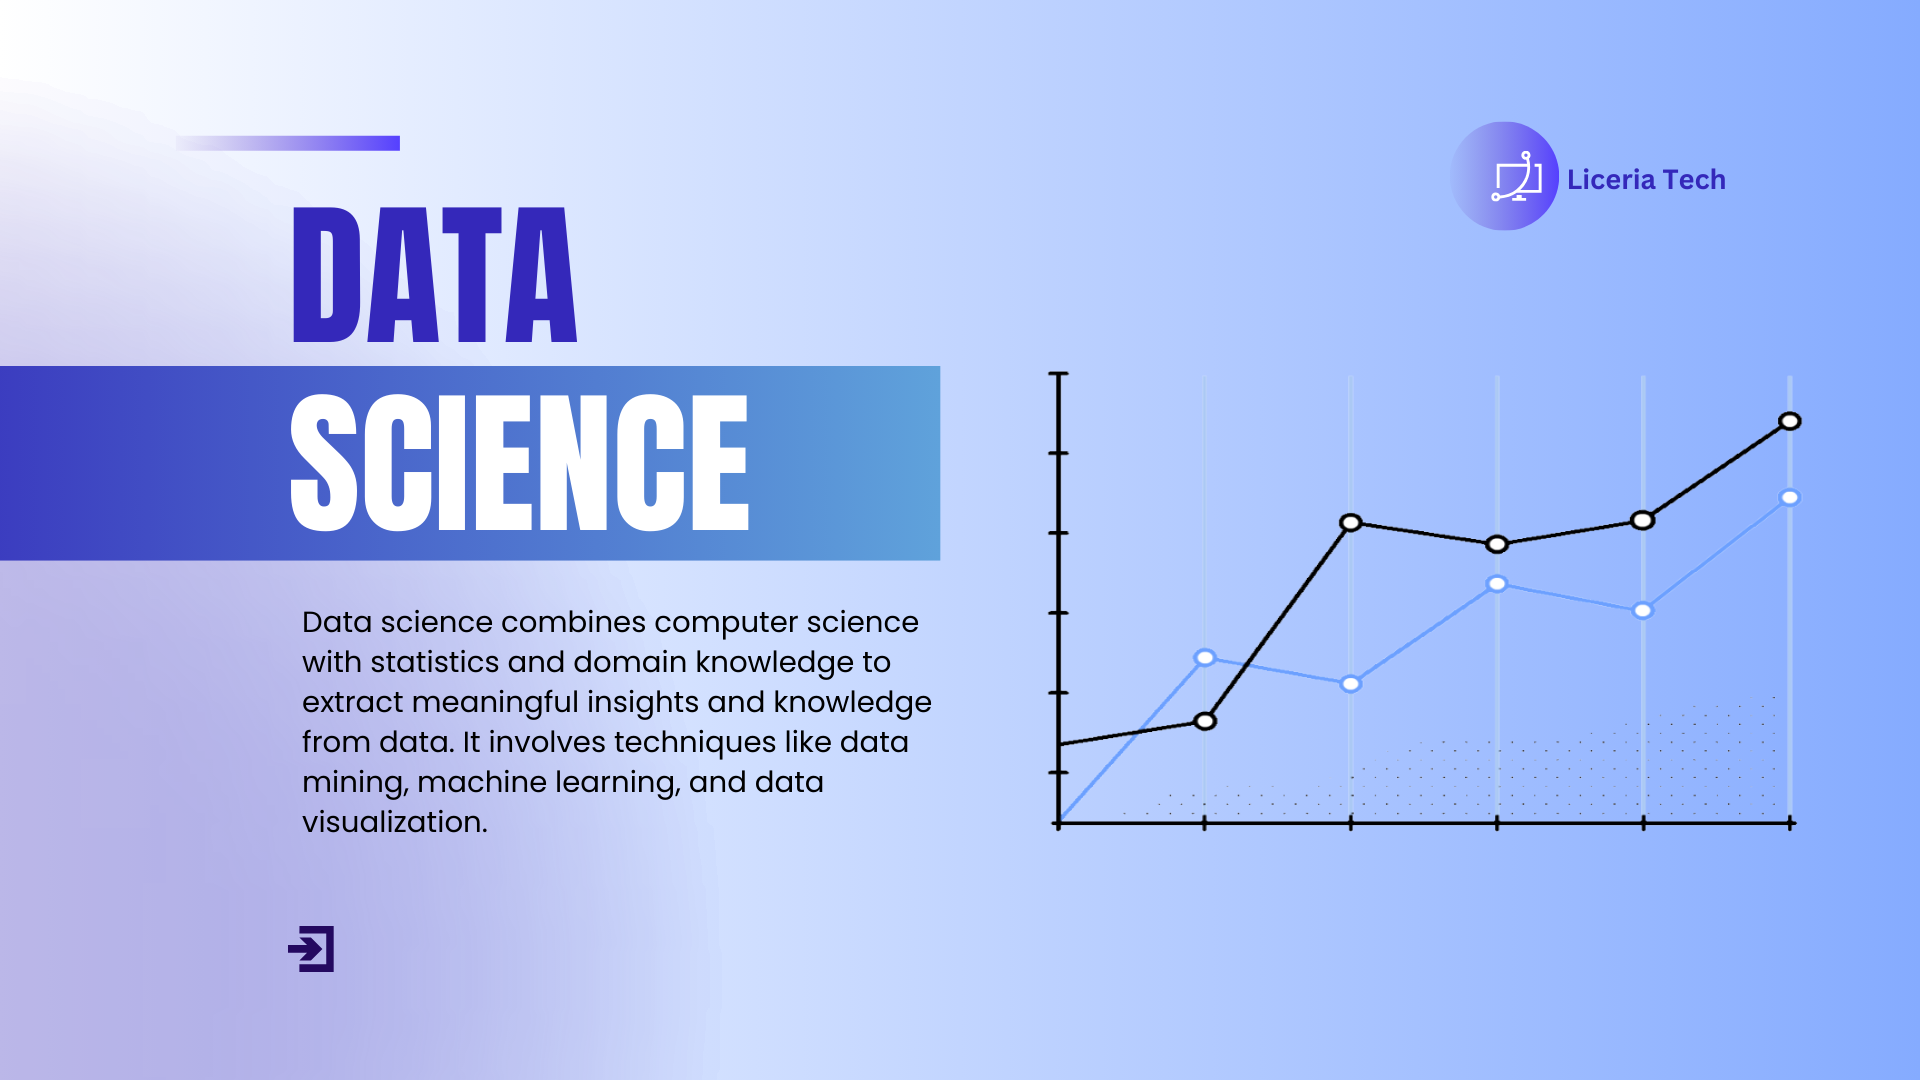 Liceria Tech
DATA
SCIENCE
Data science combines computer science
with statistics and domain knowledge to
extract meaningful insights and knowledge
from data. It involves techniques like data
mining, machine learning, and data
visualization.